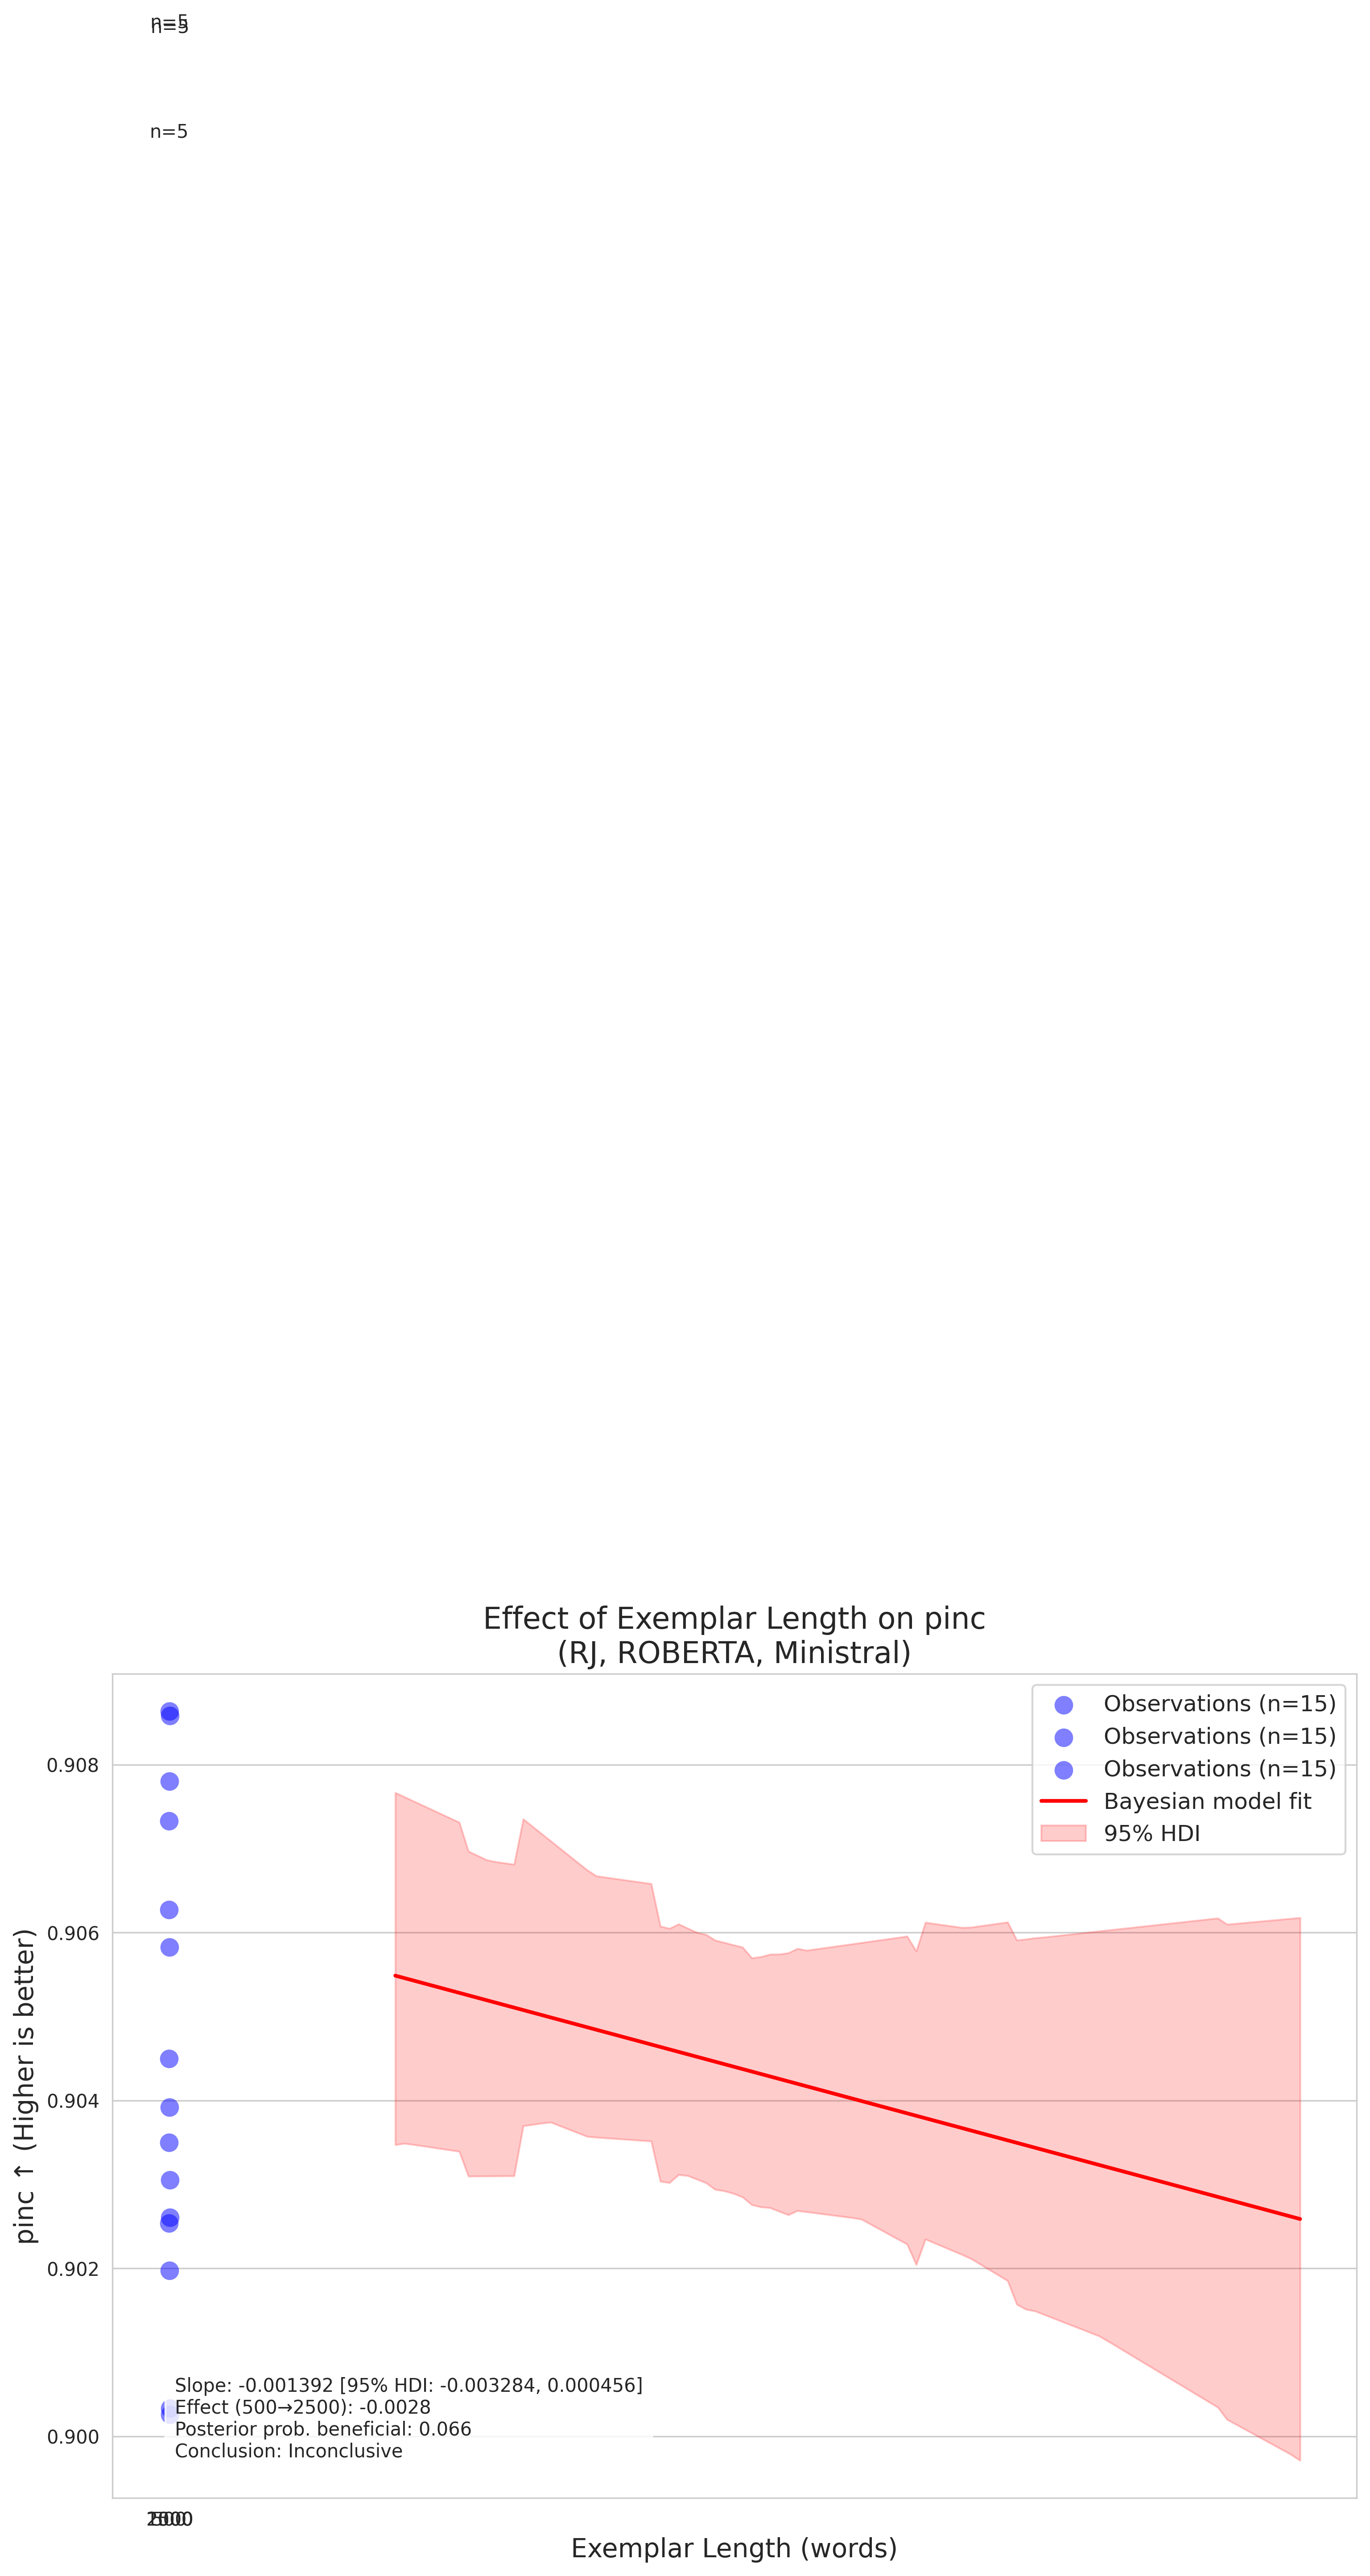 n=5
n=5
n=5
Effect of Exemplar Length on pinc
(RJ, ROBERTA, Ministral)
Observations (n=15)
Observations (n=15)
Observations (n=15)
Bayesian model fit
95% HDI
pinc ↑ (Higher is better)
0.908
0.906
0.904
0.902
0.900
Slope: -0.001392 [95% HDI: -0.003284, 0.000456]
Effect (500→2500): -0.0028
Posterior prob. beneficial: 0.066
Conclusion: Inconclusive
Exemplar Length (words)